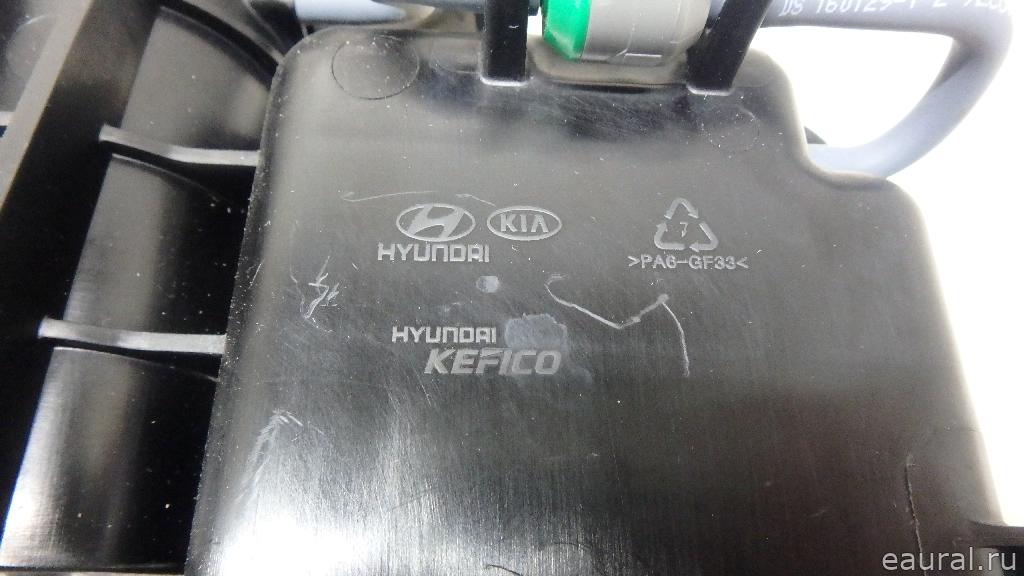 KIA
HYUNDAI
7
>PA6-GF33<
HYUNDAI
KEFICO
eaural.ru